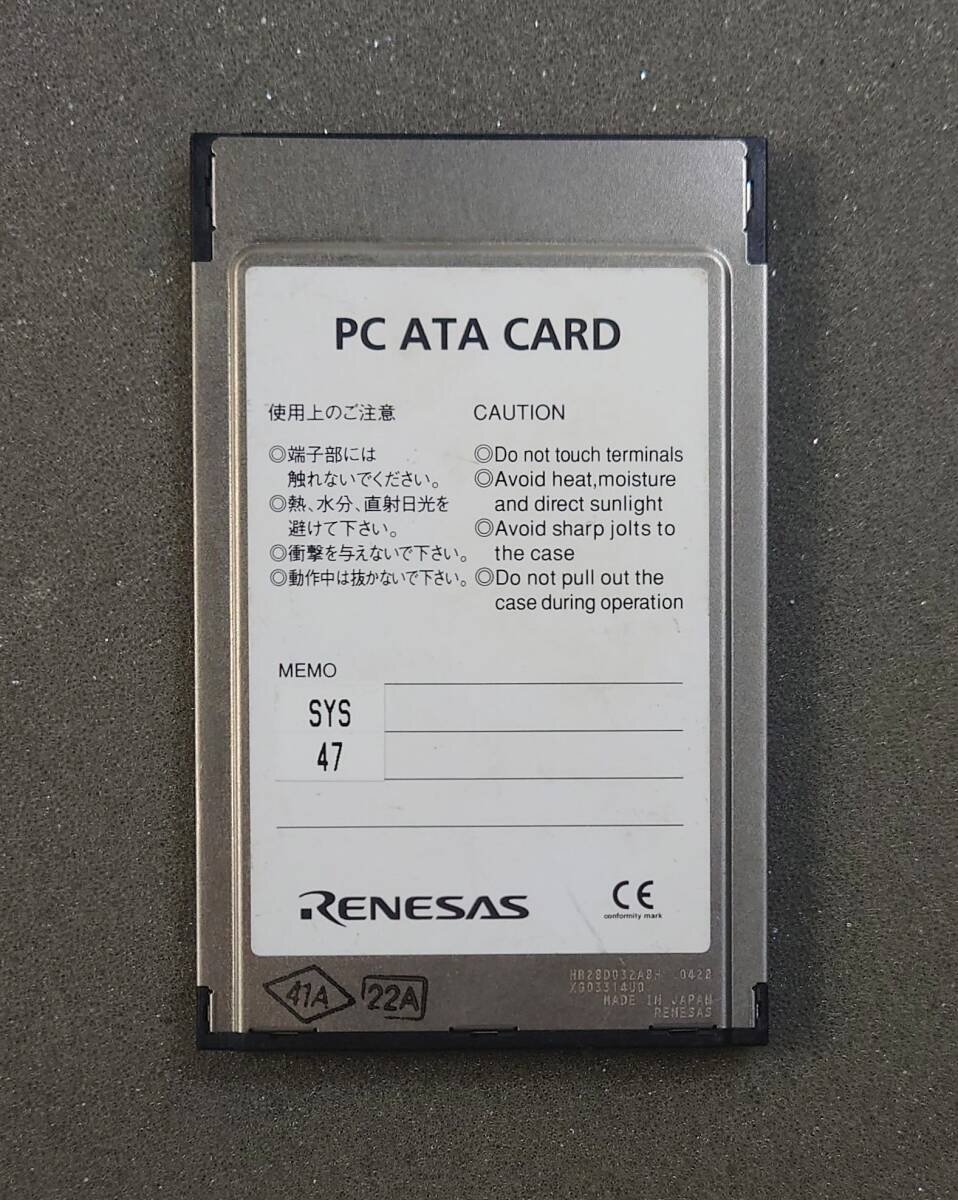 PC ATA CARD
使用上のご注意
◎端子部には
触れないでください。
◎熱、水分、直射日光を
避けて下さい。
◎衝撃を与えないで下さい。
◎動作中は抜かないで下さい。
CAUTION
◎Do not touch terminals
◎Avoid heat,moisture
and direct sunlight
◎Avoid sharp jolts to
the case
◎Do not pull out the
case during operation
MEMO
SYS
47
RENESAS
CE
conformity mark
41A
22A
0422
MADE IN JAPAN
RENESAS